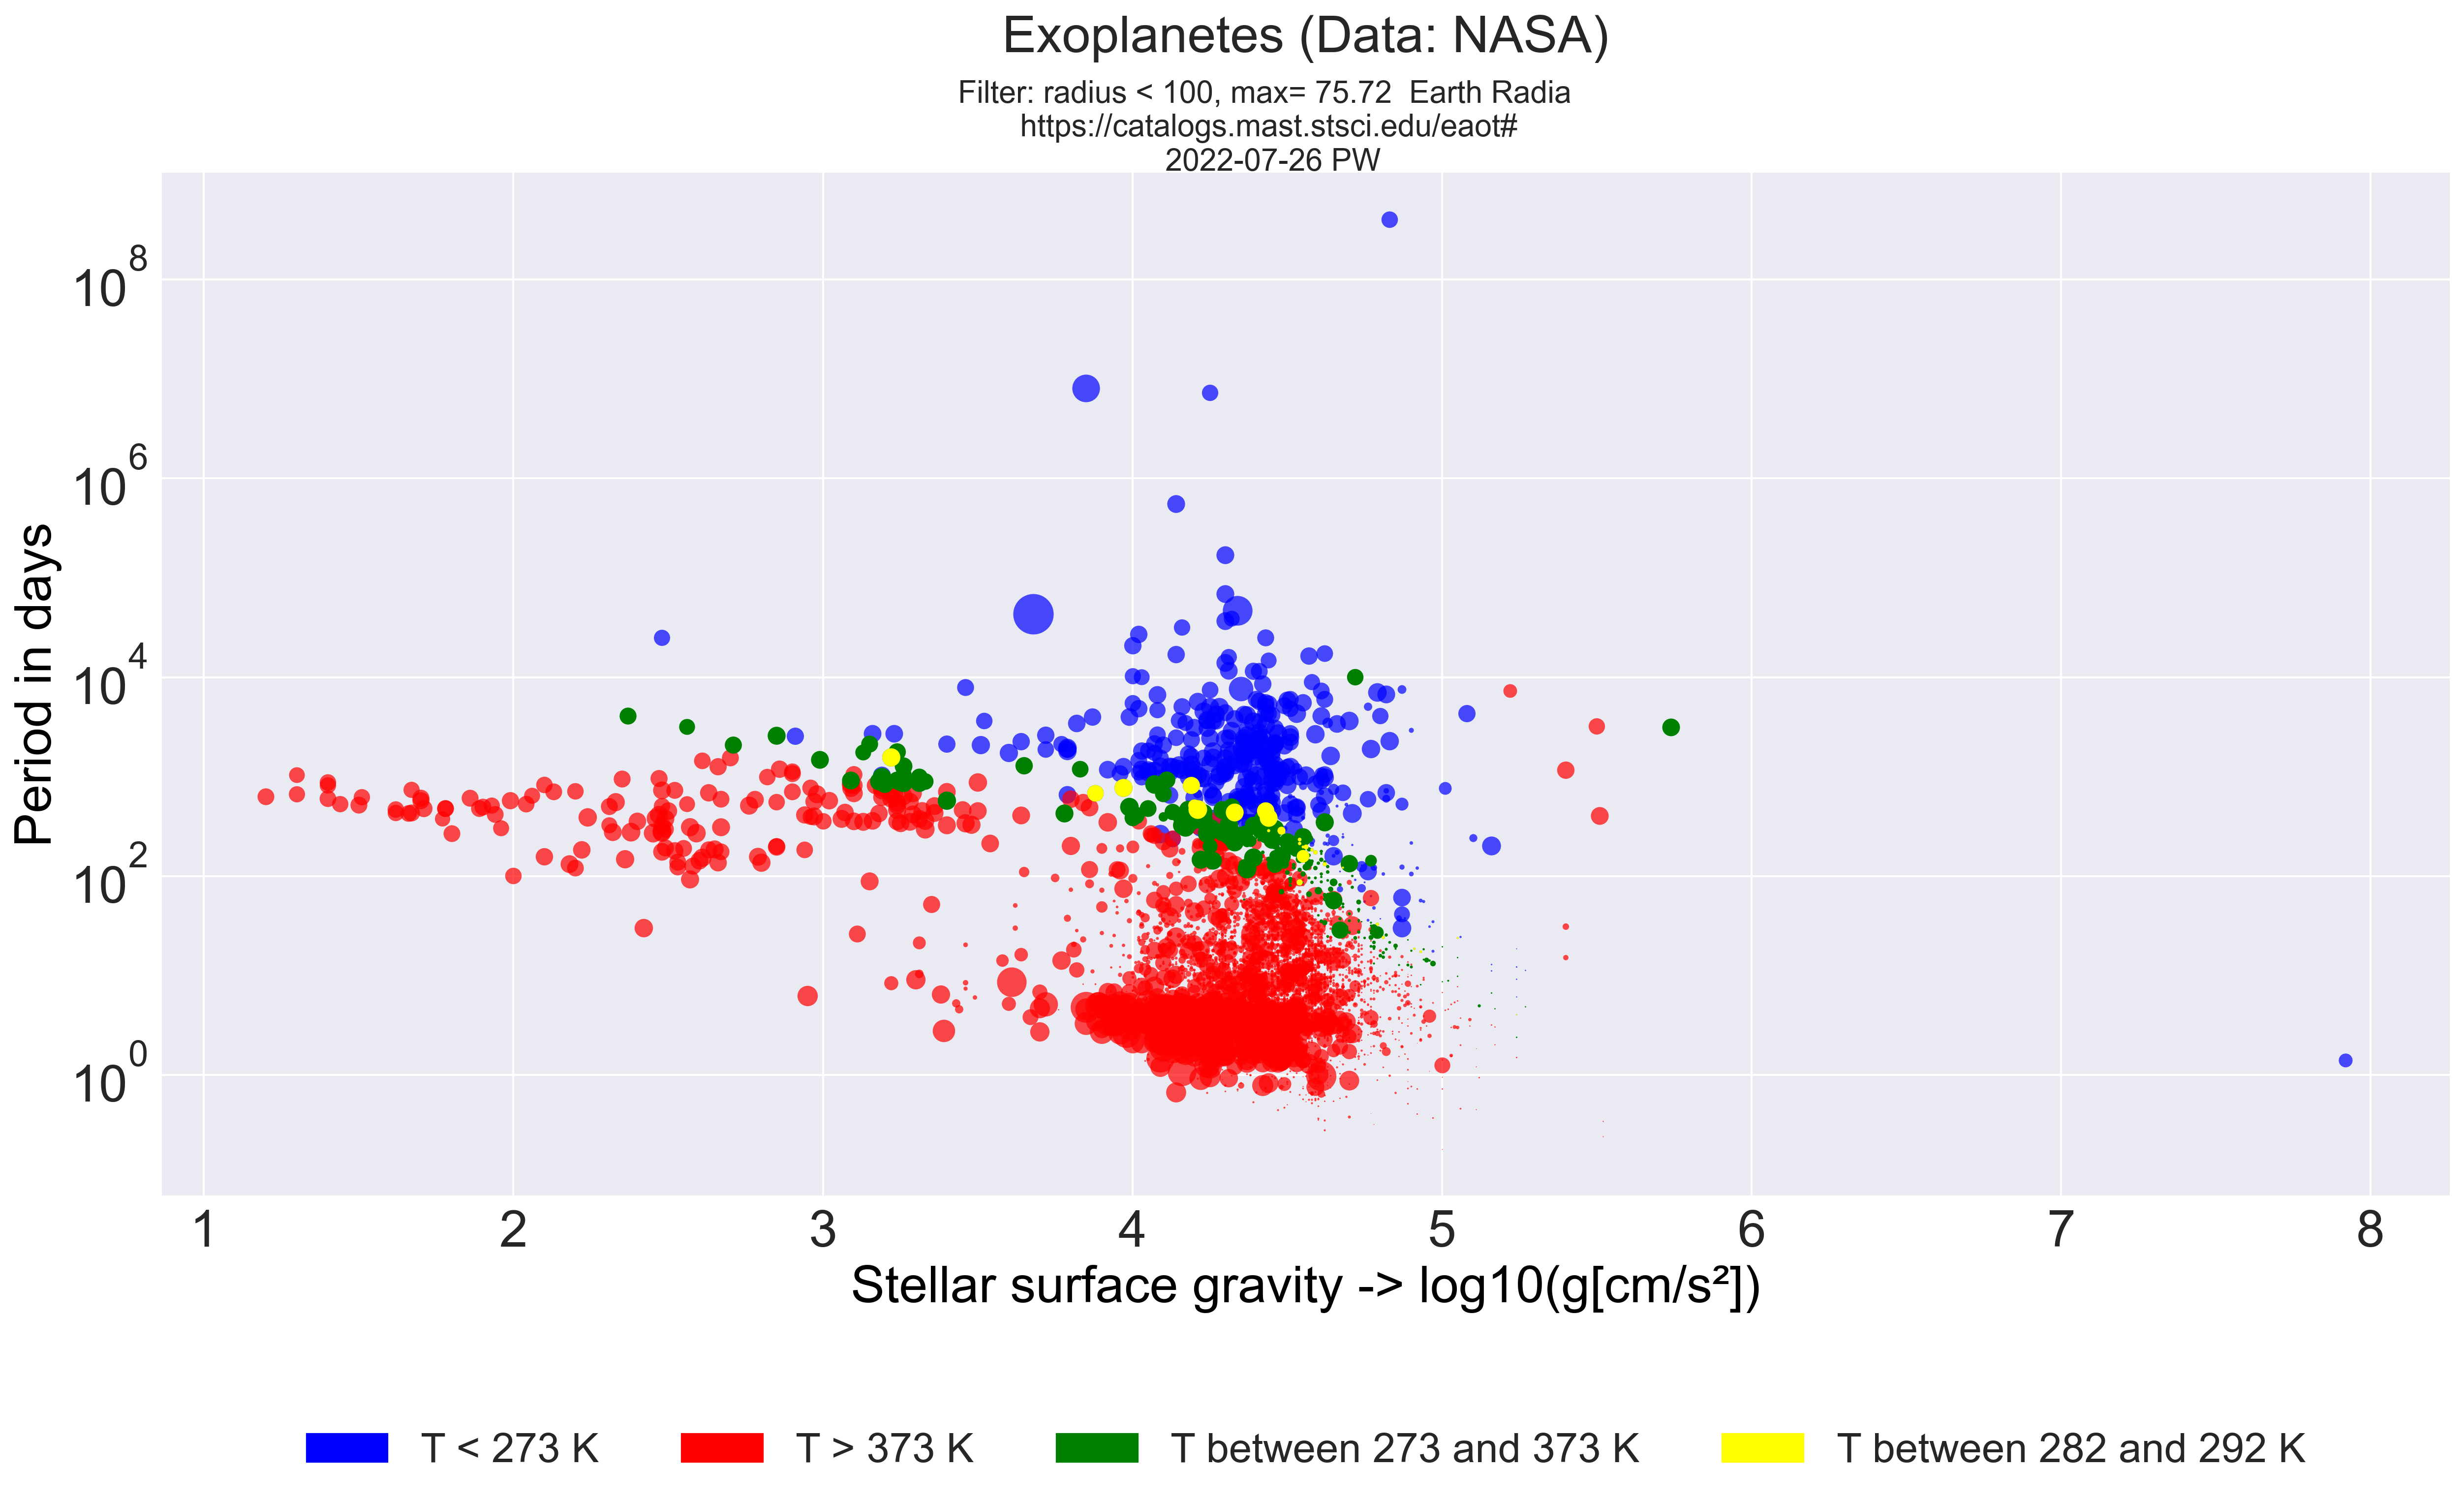 Exoplanetes (Data: NASA)
Filter: radius < 100, max= 75.72 Earth Radia
https://catalogs.mast.stsci.edu/eaot#
2022-07-26 PW
Period in days
10^8
10^6
10^4
10^2
10^0
1 2 3 4 5 6 7 8
Stellar surface gravity -> log10(g[cm/s²])
T < 273 K T > 373 K T between 273 and 373 K T between 282 and 292 K